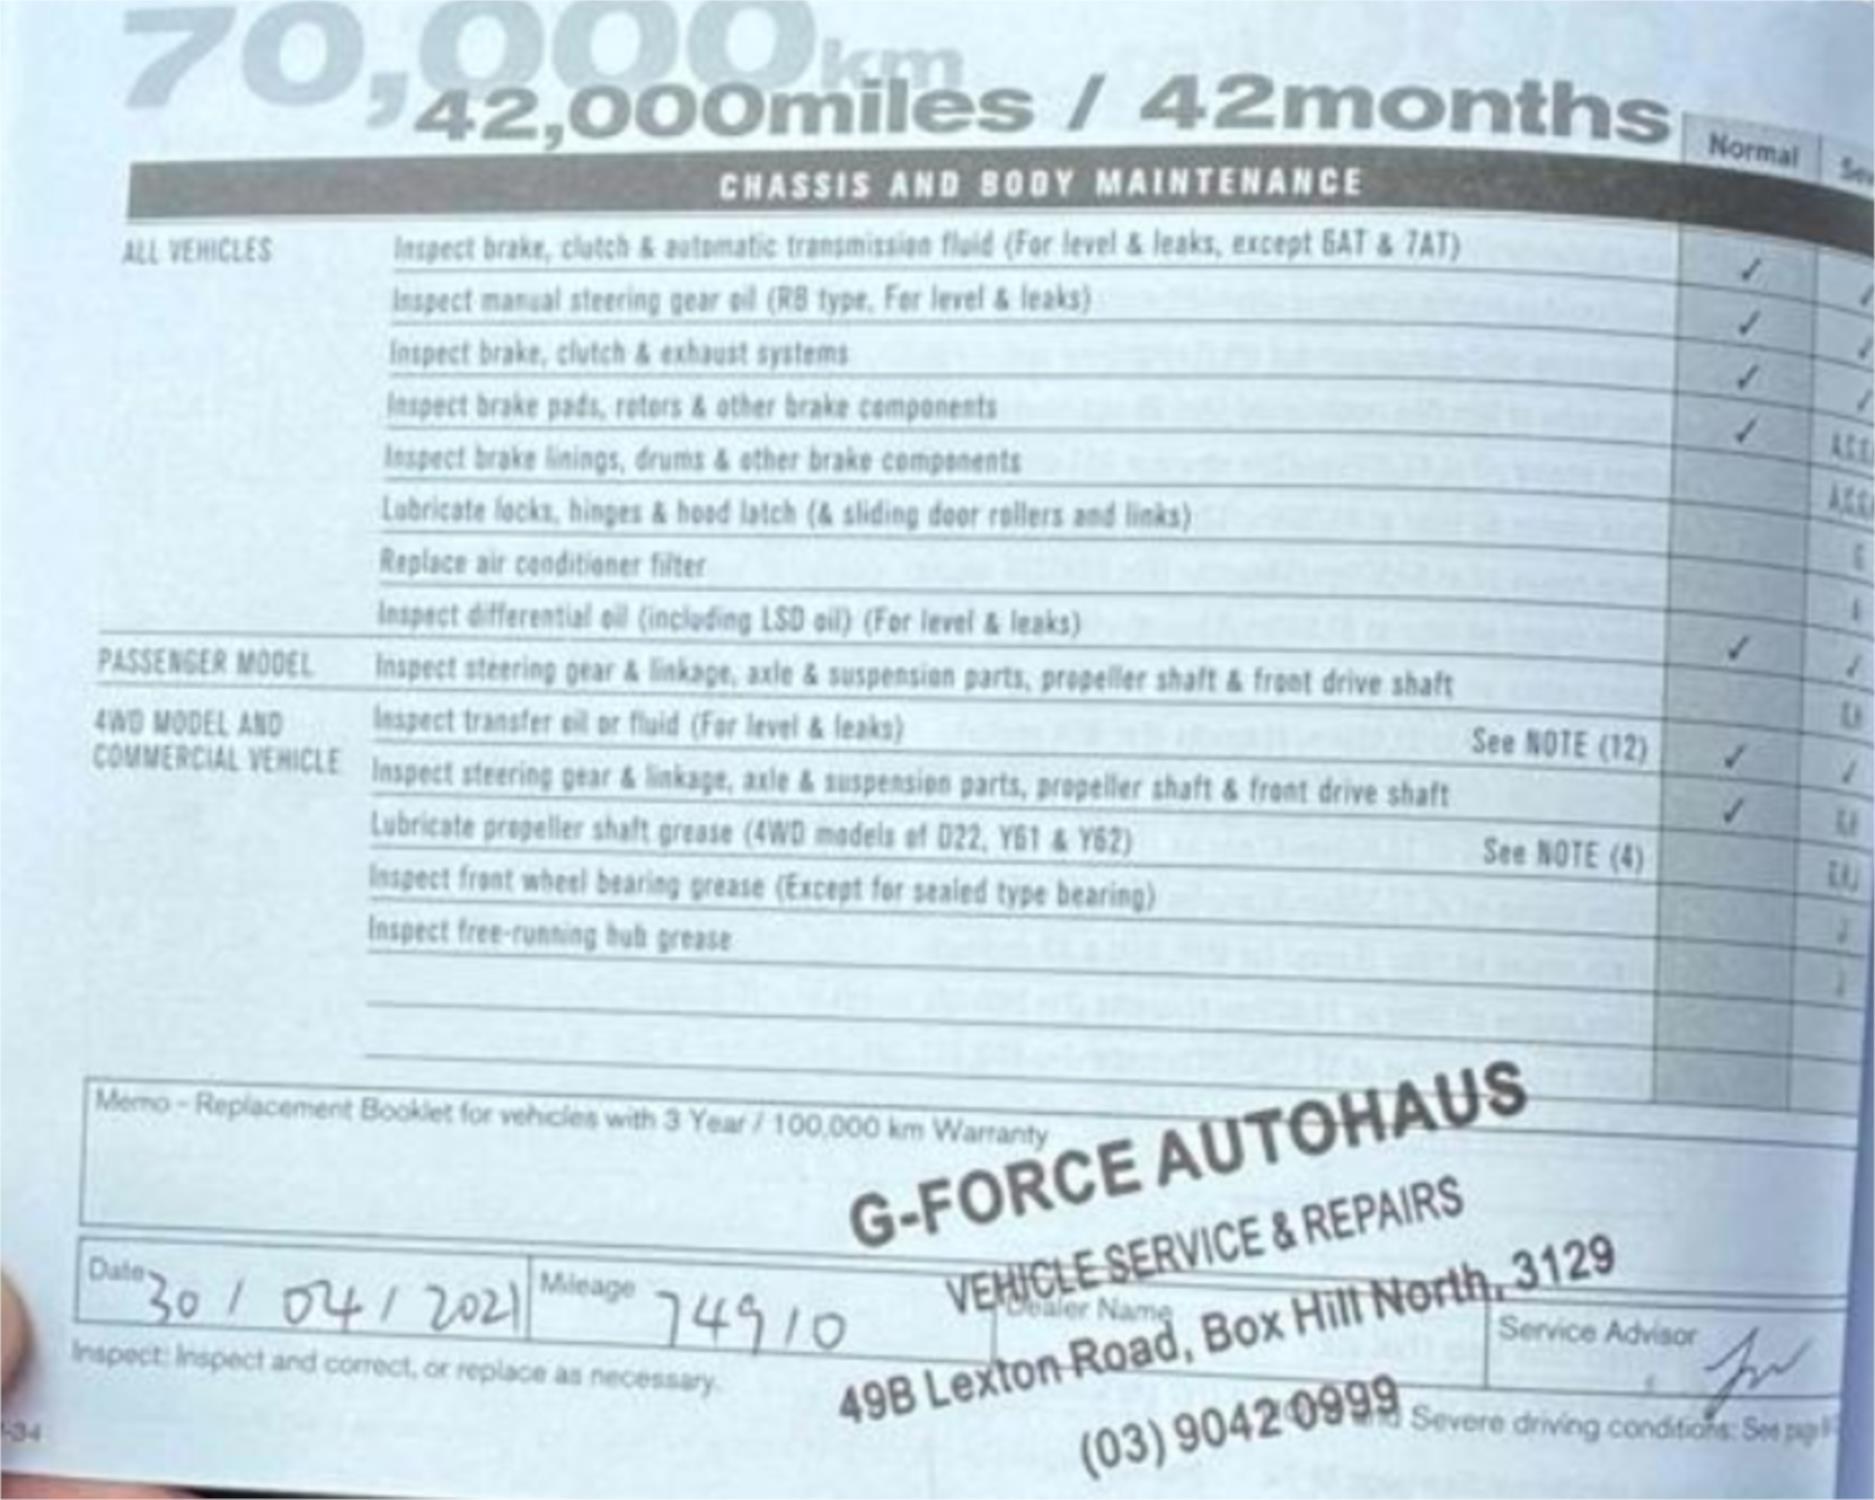 70,000km
42,000miles / 42months
Normal
CHASSIS AND BODY MAINTENANCE
ALL VEHICLES
Inspect brake, clutch & automatic transmission fluid (For level & leaks, except 6AT & 7AT) ✓
Inspect manual steering gear oil (RB type, For level & leaks) ✓
Inspect brake, clutch & exhaust systems ✓
Inspect brake pads, rotors & other brake components ✓
Inspect brake linings, drums & other brake components
Lubricate locks, hinges & hood latch (& sliding door rollers and links)
Replace air conditioner filter
Inspect differential oil (including LSD oil) (For level & leaks) ✓
PASSENGER MODEL Inspect steering gear & linkage, axle & suspension parts, propeller shaft & front drive shaft
4WD MODEL AND
COMMERCIAL VEHICLE
Inspect transfer oil or fluid (For level & leaks) See NOTE (12) ✓
Inspect steering gear & linkage, axle & suspension parts, propeller shaft & front drive shaft ✓
Lubricate propeller shaft grease (4WD models of D22, Y61 & Y62) See NOTE (4)
Inspect front wheel bearing grease (Except for sealed type bearing)
Inspect free-running hub grease
Memo - Replacement Booklet for vehicles with 3 Year / 100,000 km Warranty
G-FORCE AUTOHAUS
VEHICLE SERVICE & REPAIRS
49B Lexton Road, Box Hill North, 3129
(03) 9042 0999
Date 30 / 04 / 2021
Mileage 74910
Dealer Name
Service Advisor
Inspect: Inspect and correct, or replace as necessary.
Severe driving conditions: See
-34